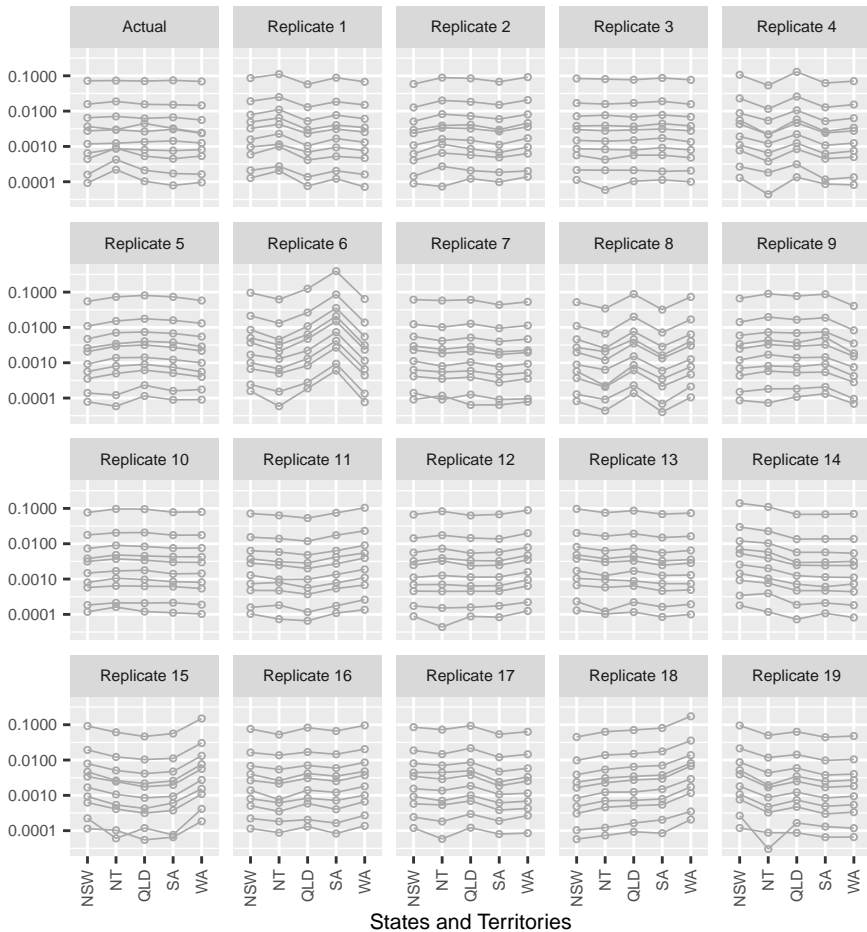 Actual Replicate 1 Replicate 2 Replicate 3 Replicate 4
0.1000
0.0100
0.0010
0.0001
Replicate 5 Replicate 6 Replicate 7 Replicate 8 Replicate 9
0.1000
0.0100
0.0010
0.0001
Replicate 10 Replicate 11 Replicate 12 Replicate 13 Replicate 14
0.1000
0.0100
0.0010
0.0001
Replicate 15 Replicate 16 Replicate 17 Replicate 18 Replicate 19
0.1000
0.0100
0.0010
0.0001
NSW NT QLD SA WA NSW NT QLD SA WA NSW NT QLD SA WA NSW NT QLD SA WA NSW NT QLD SA WA
States and Territories